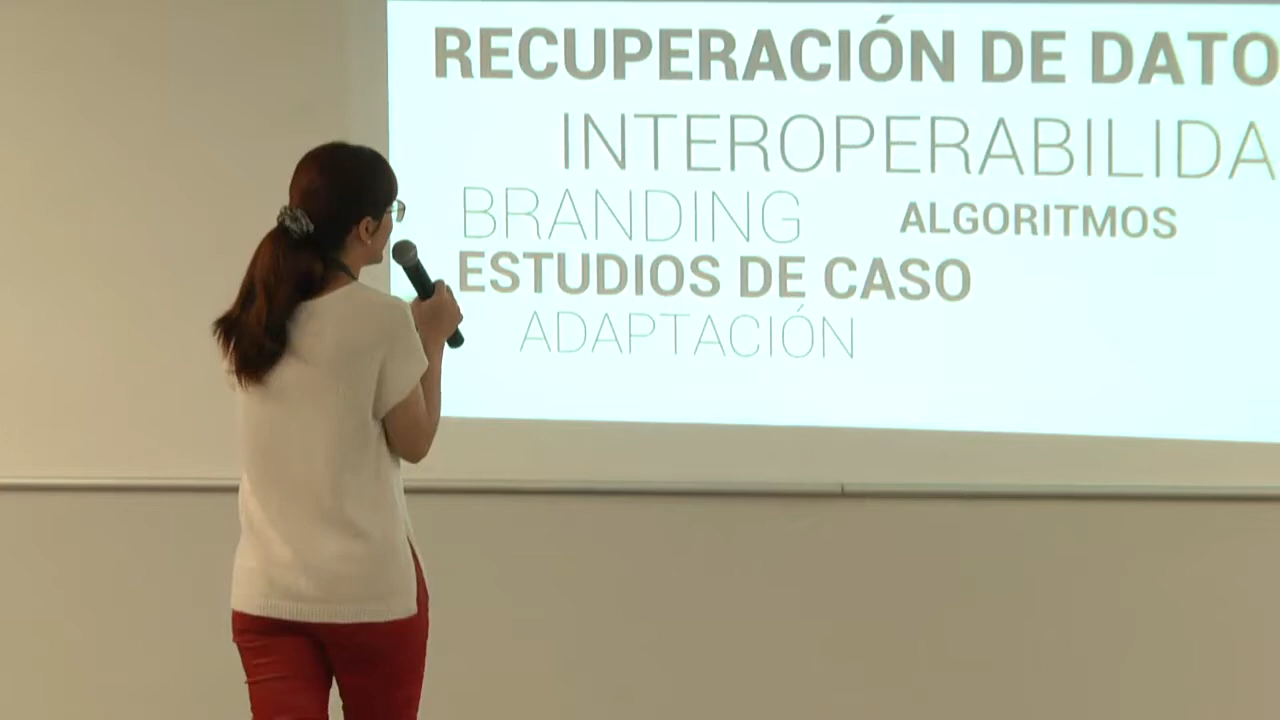 RECUPERACIÓN DE DATO
INTEROPERABILIDA
BRANDING ALGORITMOS
ESTUDIOS DE CASO
ADAPTACIÓN